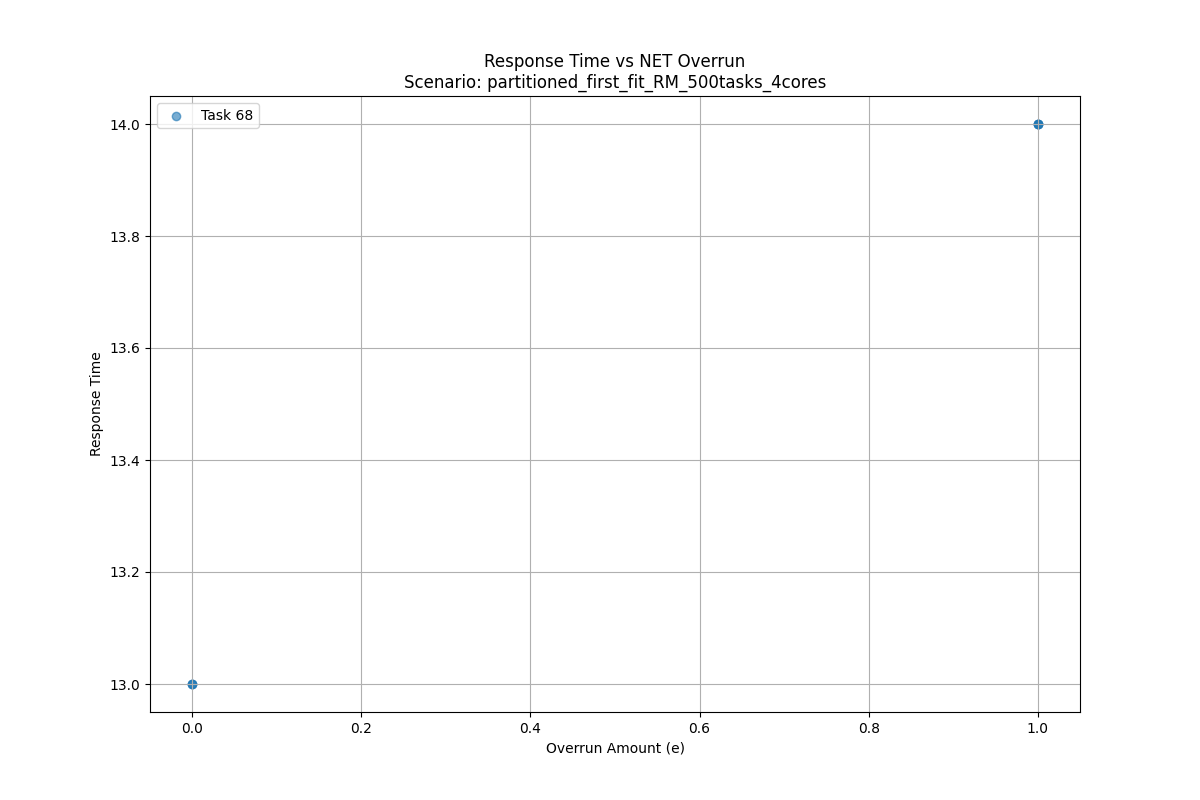 Response Time vs NET Overrun
Scenario: partitioned_first_fit_RM_500tasks_4cores
Task 68
14.0
13.8
13.6
13.4
13.2
13.0
Response Time
0.0 0.2 0.4 0.6 0.8 1.0
Overrun Amount (e)